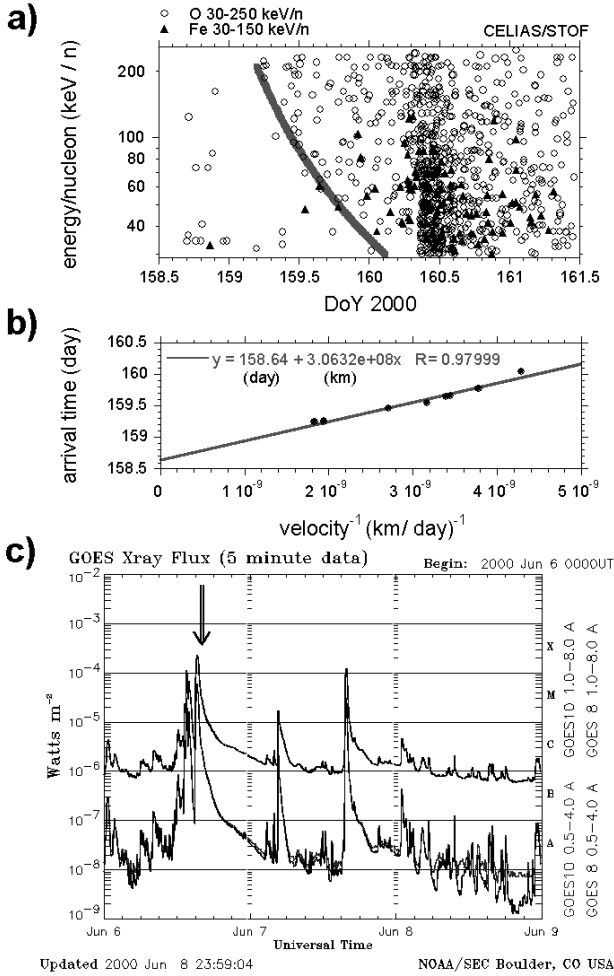 a)
O 30-250 keV/n
Fe 30-150 keV/n
CELIAS/STOF
energy/nucleon (keV / n)
200
100
80
60
40
158.5 159 159.5 160 160.5 161 161.5
DoY 2000
b)
arrival time (day)
160.5
160
159.5
159
158.5
y = 158.64 + 3.0632e+08x R= 0.97999
(day) (km)
0 1 10⁻⁹ 2 10⁻⁹ 3 10⁻⁹ 4 10⁻⁹ 5 10⁻⁹
velocity⁻¹ (km/ day)⁻¹
c)
GOES Xray Flux (5 minute data)
Begin: 2000 Jun 6 0000UT
Watts m⁻²
10⁻²
10⁻³
10⁻⁴
10⁻⁵
10⁻⁶
10⁻⁷
10⁻⁸
10⁻⁹
X
M
C
B
A
GOES10 1.0-8.0 A
GOES 8 1.0-8.0 A
GOES10 0.5-4.0 A
GOES 8 0.5-4.0 A
Jun 6 Jun 7 Jun 8 Jun 9
Universal Time
Updated 2000 Jun 8 23:59:04
NOAA/SEC Boulder, CO USA